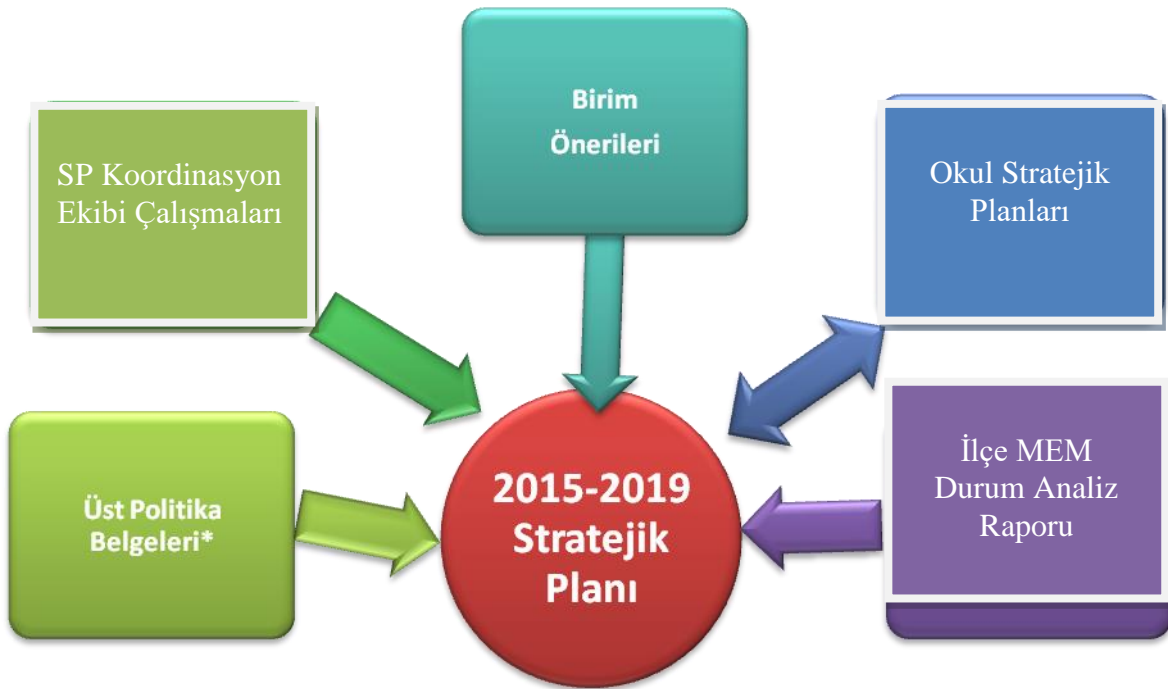 Birim
Önerileri
SP Koordinasyon
Ekibi Çalışmaları
Okul Stratejik
Planları
Üst Politika
Belgeleri*
2015-2019
Stratejik
Planı
İlçe MEM
Durum Analiz
Raporu